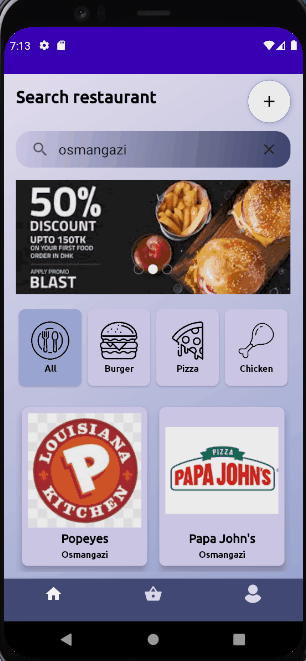 7:13
Search restaurant
+
osmangazi
50%
DISCOUNT
UPTO 150TK
ON YOUR FIRST FOOD
ORDER IN DHK
APPLY PROMO
BLAST
All
Burger
Pizza
Chicken
LOUISIANA
P
KITCHEN
PIZZA
PAPA JOHN'S
Popeyes
Papa John's
Osmangazi
Osmangazi